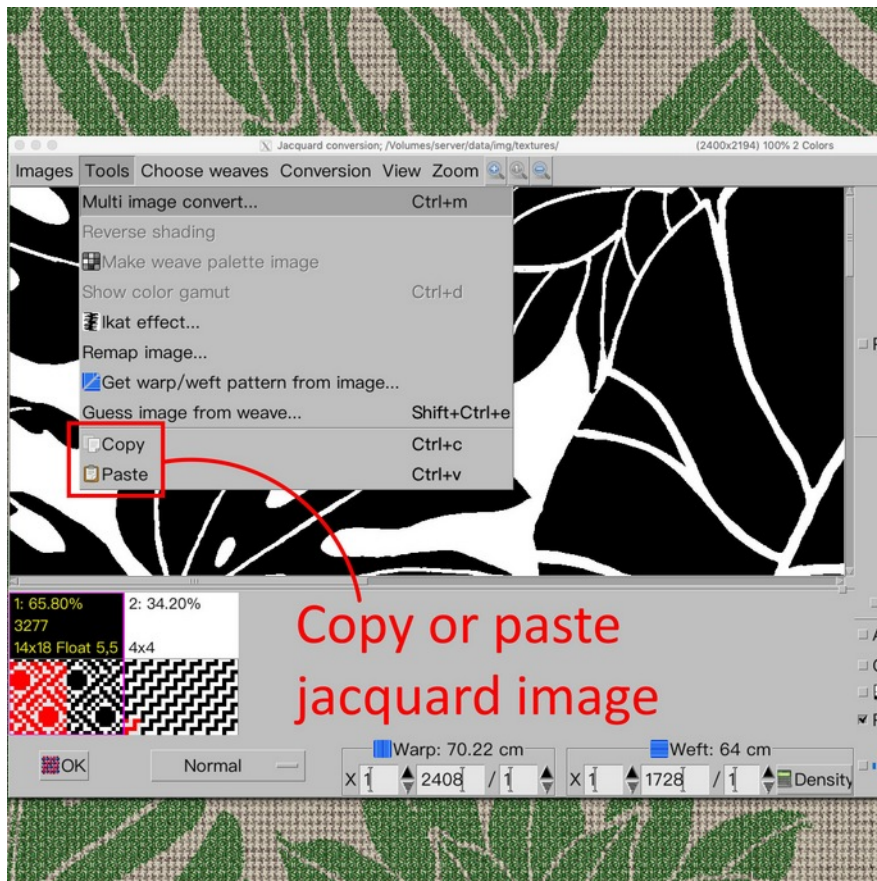 Jacquard conversion; /Volumes/server/data/img/textures/ (2400x2194) 100% 2 Colors
Images Tools Choose weaves Conversion View Zoom
Multi image convert... Ctrl+m
Reverse shading
Make weave palette image
Show color gamut Ctrl+d
Ikat effect...
Remap image...
Get warp/weft pattern from image...
Guess image from weave... Shift+Ctrl+e
Copy Ctrl+c
Paste Ctrl+v
1: 65.80% 2: 34.20%
3277
14x18 Float 5,5 4x4
Copy or paste
jacquard image
Warp: 70.22 cm Weft: 64 cm
OK Normal X 1 2408 / 1 X 1 1728 / 1 Density